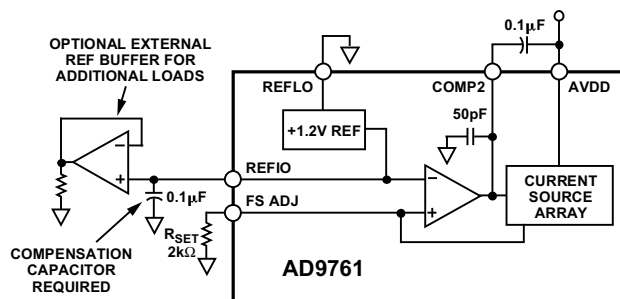 OPTIONAL EXTERNAL
REF BUFFER FOR
ADDITIONAL LOADS
0.1μF
REFLO
COMP2
AVDD
50pF
+1.2V REF
REFIO
–
+
–
+
0.1μF
FS ADJ
CURRENT
SOURCE
ARRAY
COMPENSATION
CAPACITOR
REQUIRED
RSET
2kΩ
AD9761